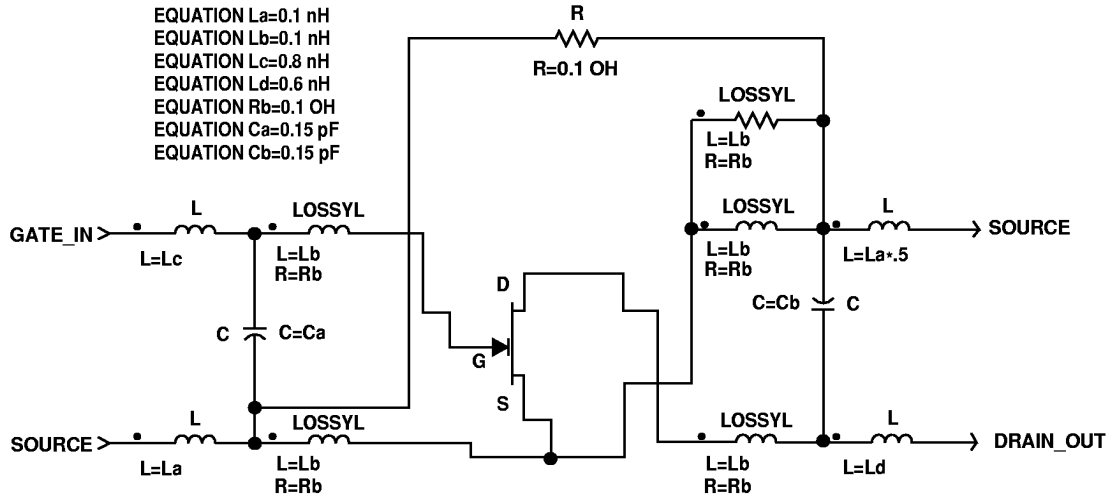 EQUATION La=0.1 nH
EQUATION Lb=0.1 nH
EQUATION Lc=0.8 nH
EQUATION Ld=0.6 nH
EQUATION Rb=0.1 OH
EQUATION Ca=0.15 pF
EQUATION Cb=0.15 pF
R
R=0.1 OH
LOSSYL
L=Lb
R=Rb
GATE_IN
L
L=Lc
LOSSYL
L=Lb
R=Rb
LOSSYL
L=Lb
R=Rb
L
L=La*.5
SOURCE
C
C=Ca
D
G
S
C=Cb
C
SOURCE
L
L=La
LOSSYL
L=Lb
R=Rb
LOSSYL
L=Lb
R=Rb
L
L=Ld
DRAIN_OUT